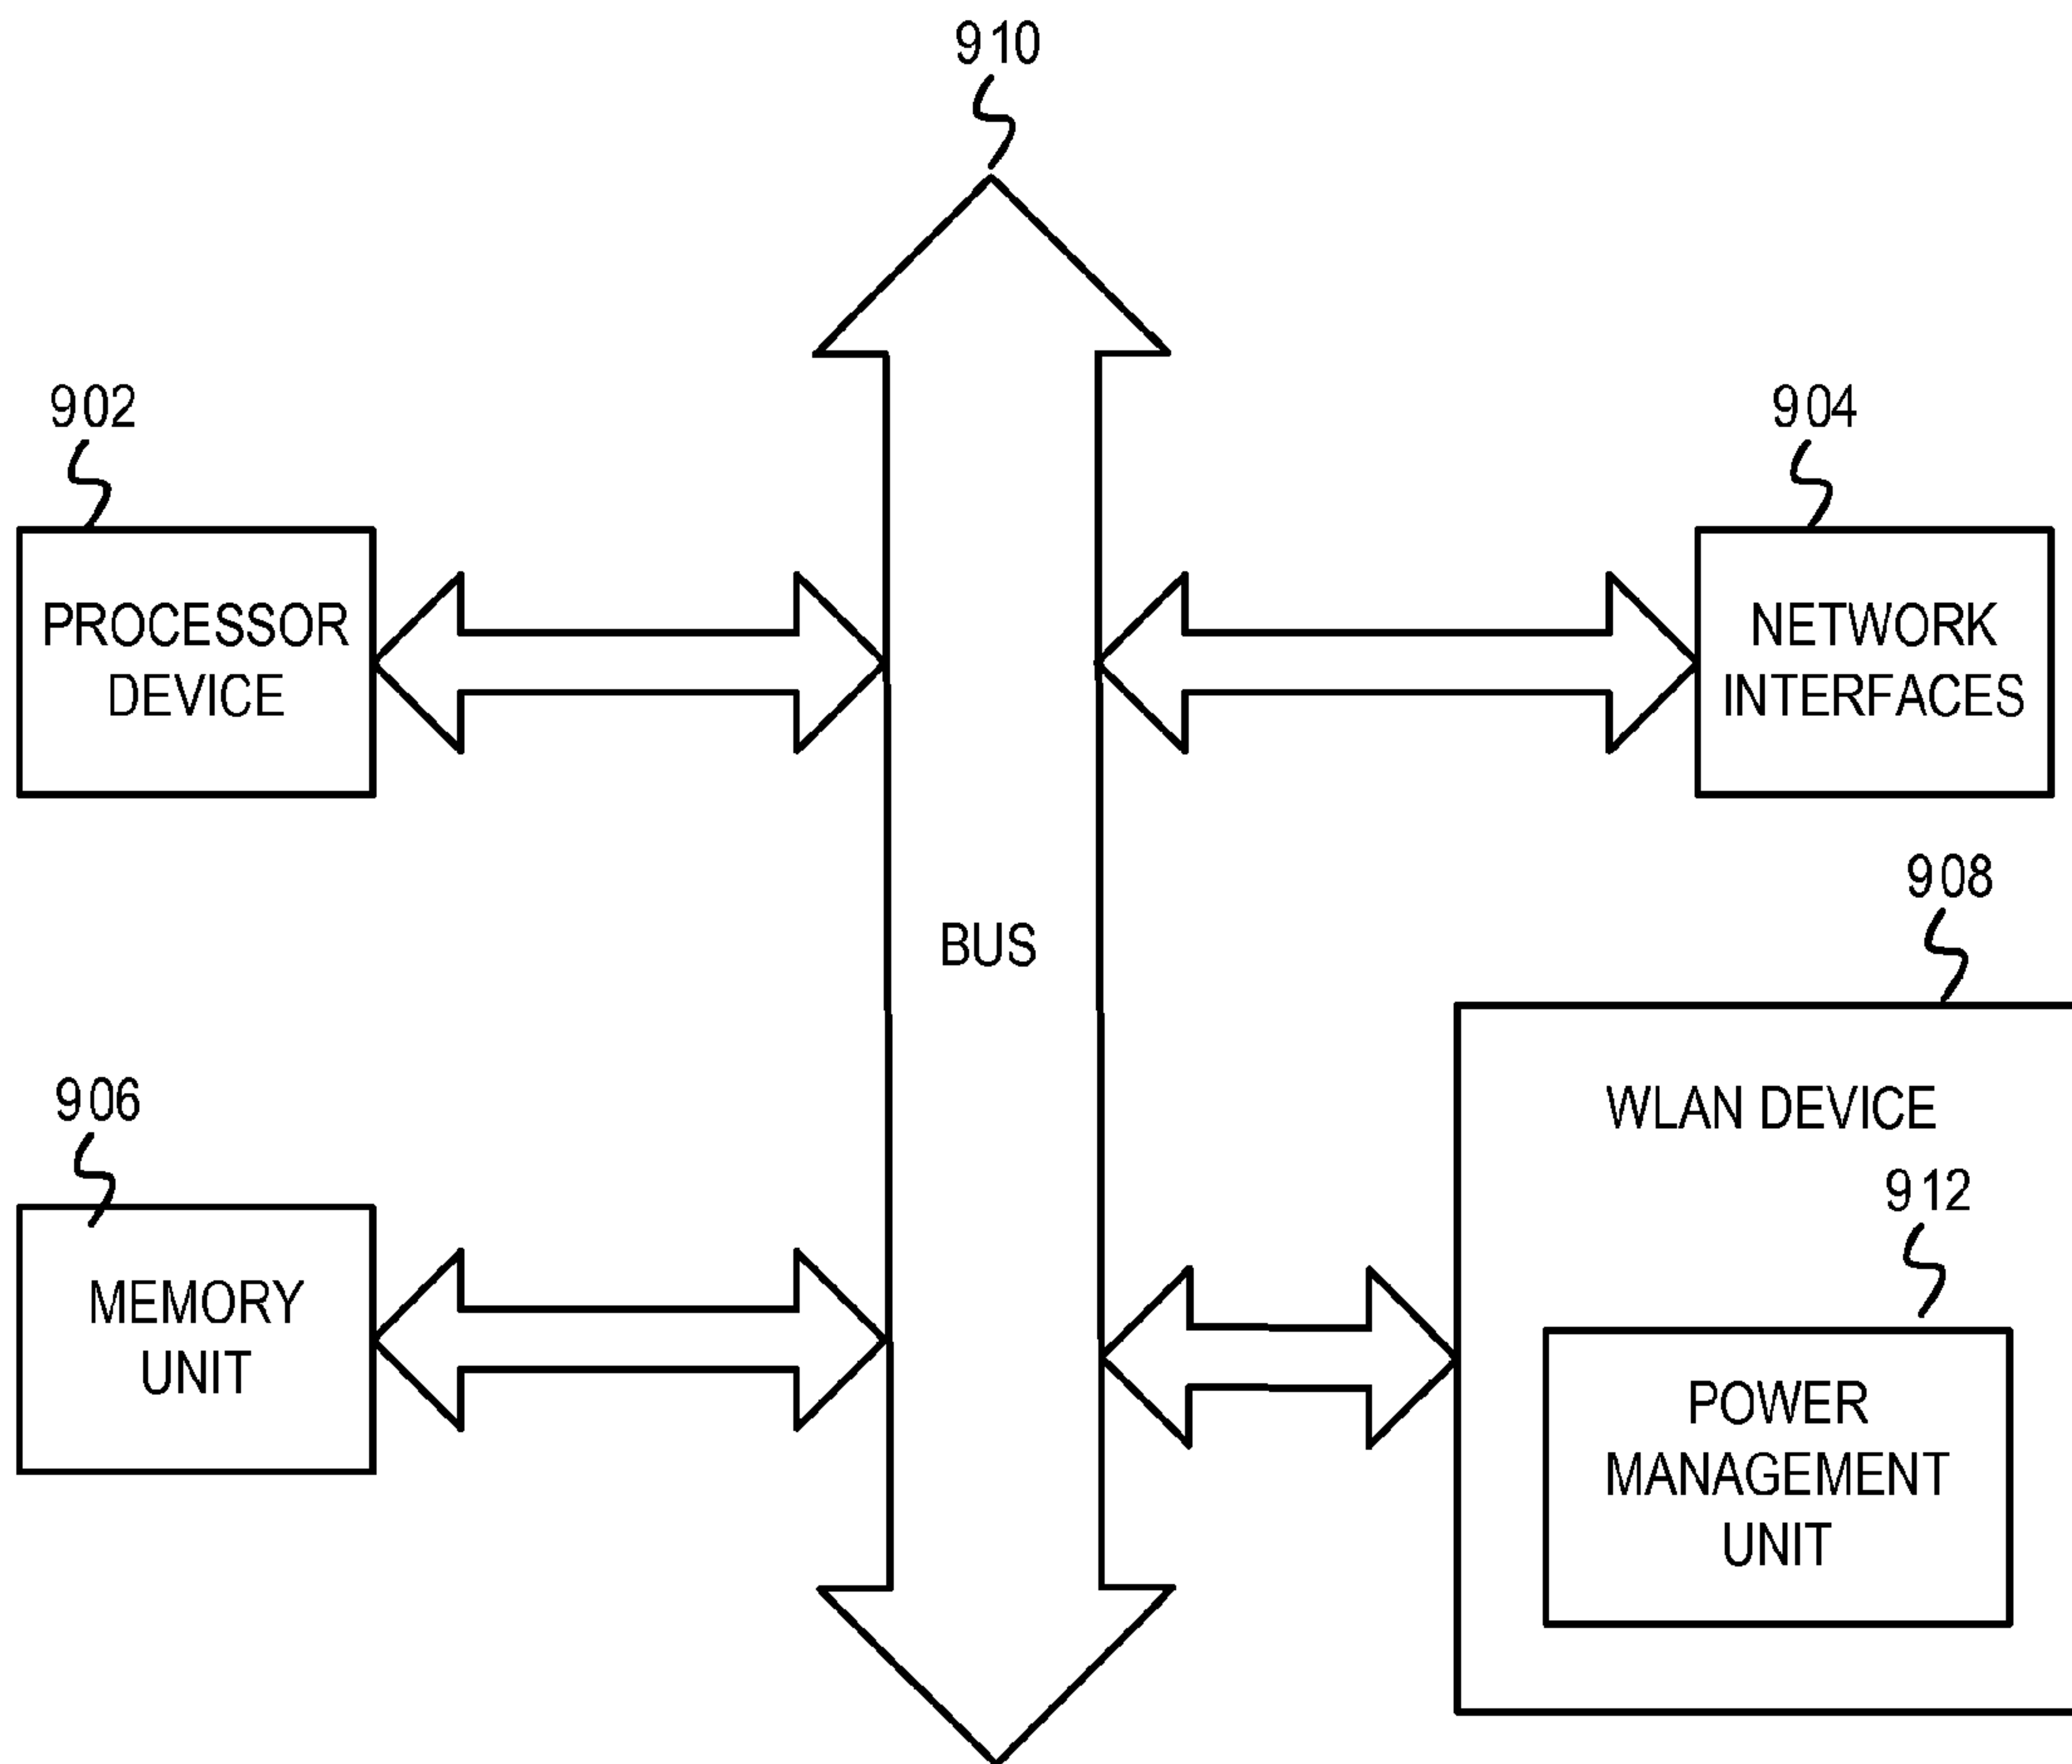 910
902
PROCESSOR
DEVICE
904
NETWORK
INTERFACES
BUS
906
MEMORY
UNIT
908
WLAN DEVICE
912
POWER
MANAGEMENT
UNIT